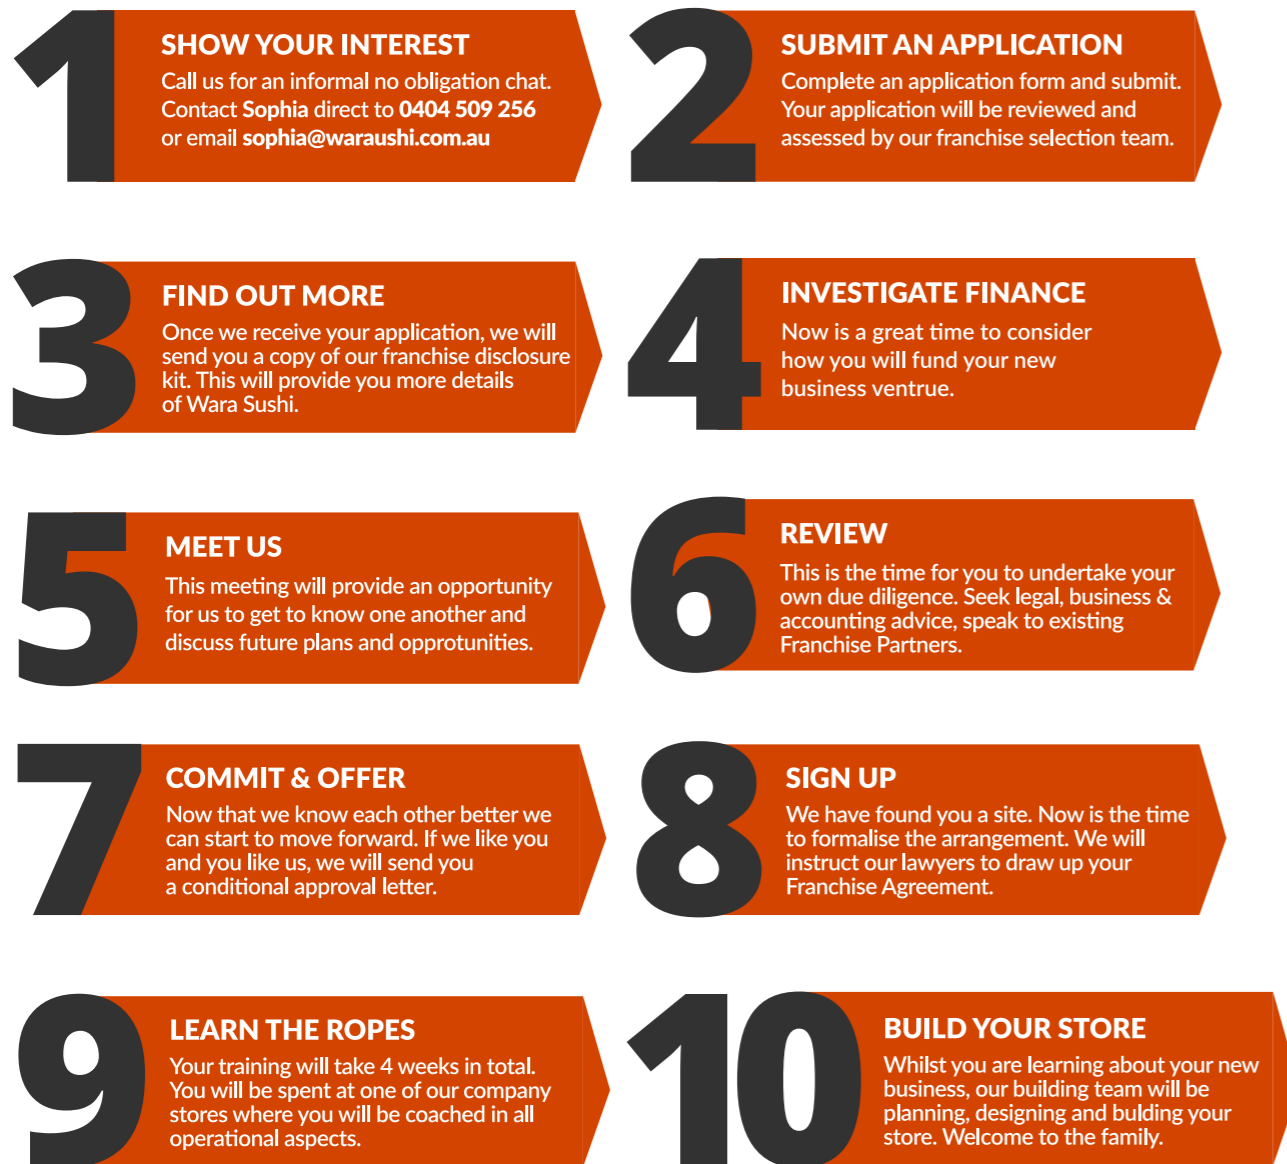 1
SHOW YOUR INTEREST
Call us for an informal no obligation chat.
Contact Sophia direct to 0404 509 256
or email sophia@waraushi.com.au
2
SUBMIT AN APPLICATION
Complete an application form and submit.
Your application will be reviewed and
assessed by our franchise selection team.
3
FIND OUT MORE
Once we receive your application, we will
send you a copy of our franchise disclosure
kit. This will provide you more details
of Wara Sushi.
4
INVESTIGATE FINANCE
Now is a great time to consider
how you will fund your new
business ventrue.
5
MEET US
This meeting will provide an opportunity
for us to get to know one another and
discuss future plans and opprotunities.
6
REVIEW
This is the time for you to undertake your
own due diligence. Seek legal, business &
accounting advice, speak to existing
Franchise Partners.
7
COMMIT & OFFER
Now that we know each other better we
can start to move forward. If we like you
and you like us, we will send you
a conditional approval letter.
8
SIGN UP
We have found you a site. Now is the time
to formalise the arrangement. We will
instruct our lawyers to draw up your
Franchise Agreement.
9
LEARN THE ROPES
Your training will take 4 weeks in total.
You will be spent at one of our company
stores where you will be coached in all
operational aspects.
10
BUILD YOUR STORE
Whilst you are learning about your new
business, our building team will be
planning, designing and bulding your
store. Welcome to the family.